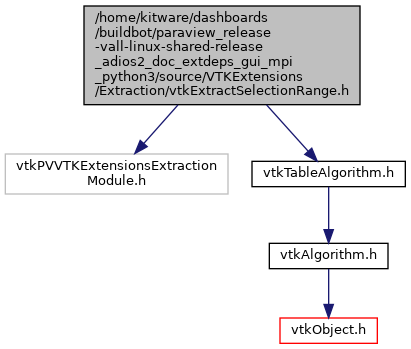 /home/kitware/dashboards
/buildbot/paraview_release
-vall-linux-shared-release
_adios2_doc_extdeps_gui_mpi
_python3/source/VTKExtensions
/Extraction/vtkExtractSelectionRange.h
vtkPVVTKExtensionsExtraction
Module.h
vtkTableAlgorithm.h
vtkAlgorithm.h
vtkObject.h